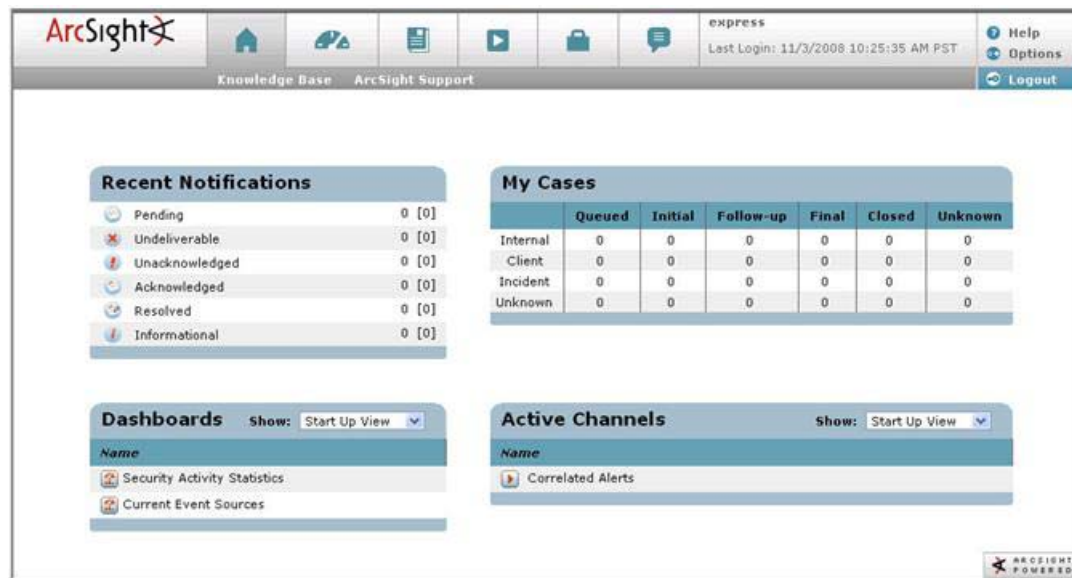 ArcSight
express
Last Login: 11/3/2008 10:25:35 AM PST
Help
Options
Knowledge Base ArcSight Support
Logout
Recent Notifications
Pending 0 [0]
Undeliverable 0 [0]
Unacknowledged 0 [0]
Acknowledged 0 [0]
Resolved 0 [0]
Informational 0 [0]
My Cases
Queued Initial Follow-up Final Closed Unknown
Internal 0 0 0 0 0 0
Client 0 0 0 0 0 0
Incident 0 0 0 0 0 0
Unknown 0 0 0 0 0 0
Dashboards Show: Start Up View
Name
Security Activity Statistics
Current Event Sources
Active Channels Show: Start Up View
Name
Correlated Alerts
ARCSIGHT
POWERED